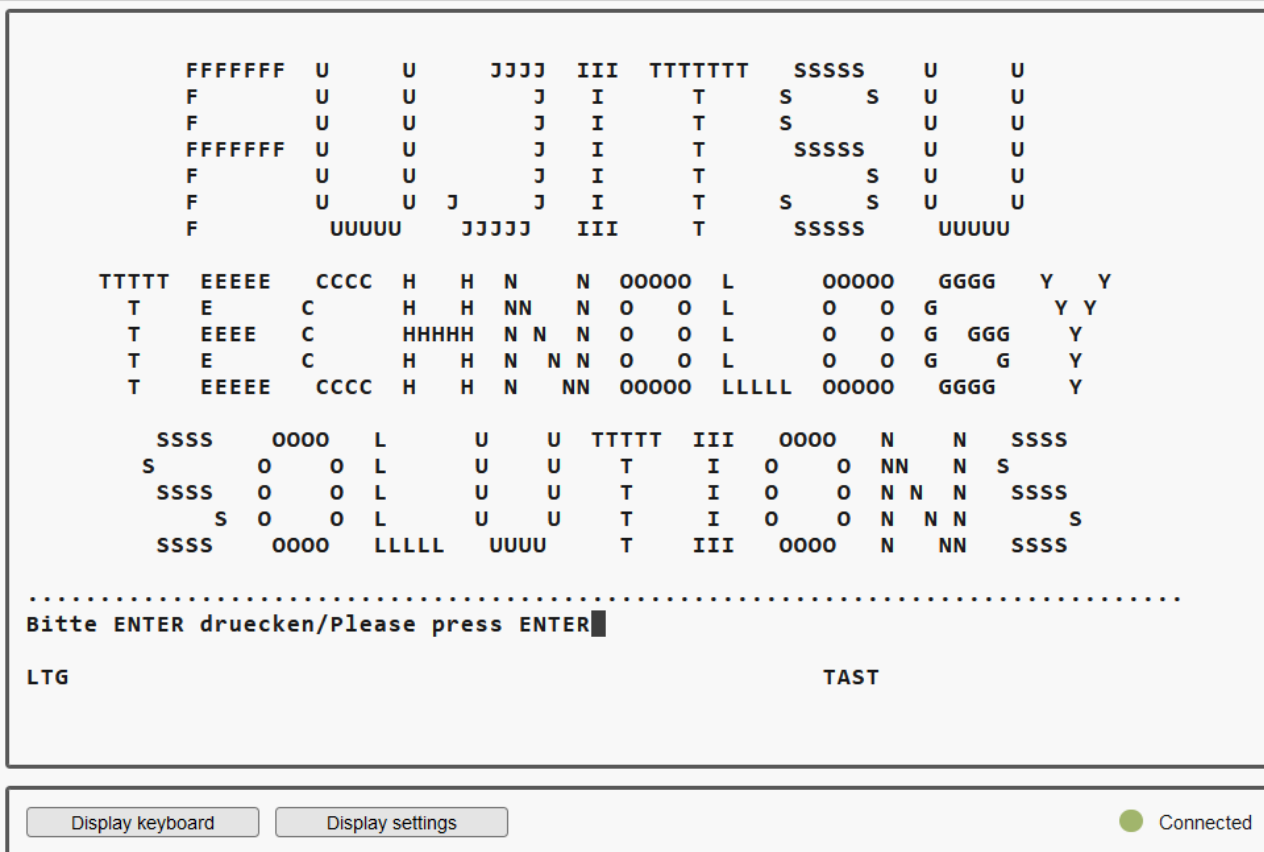 FUJITSU
TECHNOLOGY
SOLUTIONS
................................................................................
Bitte ENTER druecken/Please press ENTER
LTG TAST
Display keyboard Display settings Connected